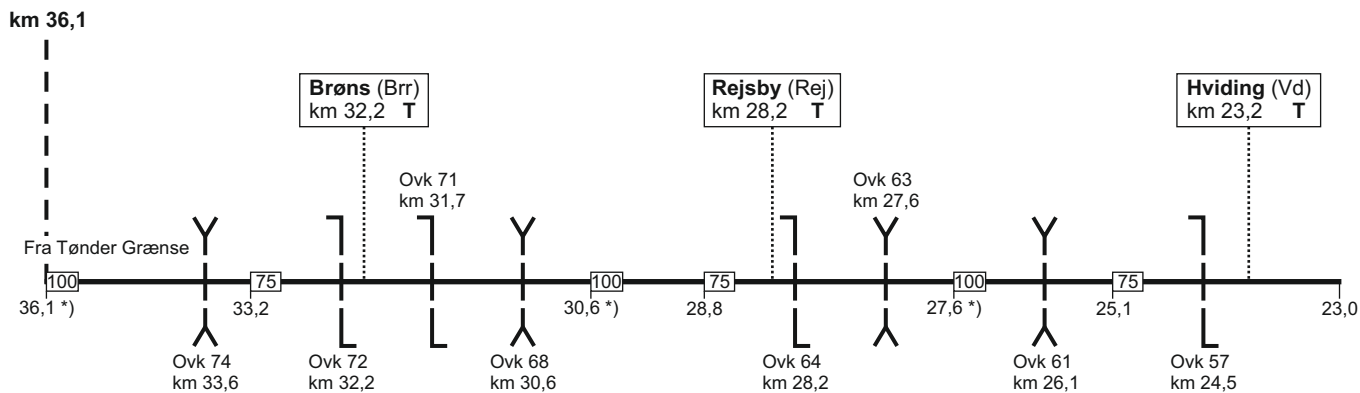 km 36,1
Brøns (Brr)
km 32,2 T
Rejsby (Rej)
km 28,2 T
Hviding (Vd)
km 23,2 T
Ovk 71
km 31,7
Ovk 63
km 27,6
Fra Tønder Grænse
100
75
100
75
100
75
36,1 *)
33,2
30,6 *)
28,8
27,6 *)
25,1
23,0
Ovk 74
km 33,6
Ovk 72
km 32,2
Ovk 68
km 30,6
Ovk 64
km 28,2
Ovk 61
km 26,1
Ovk 57
km 24,5